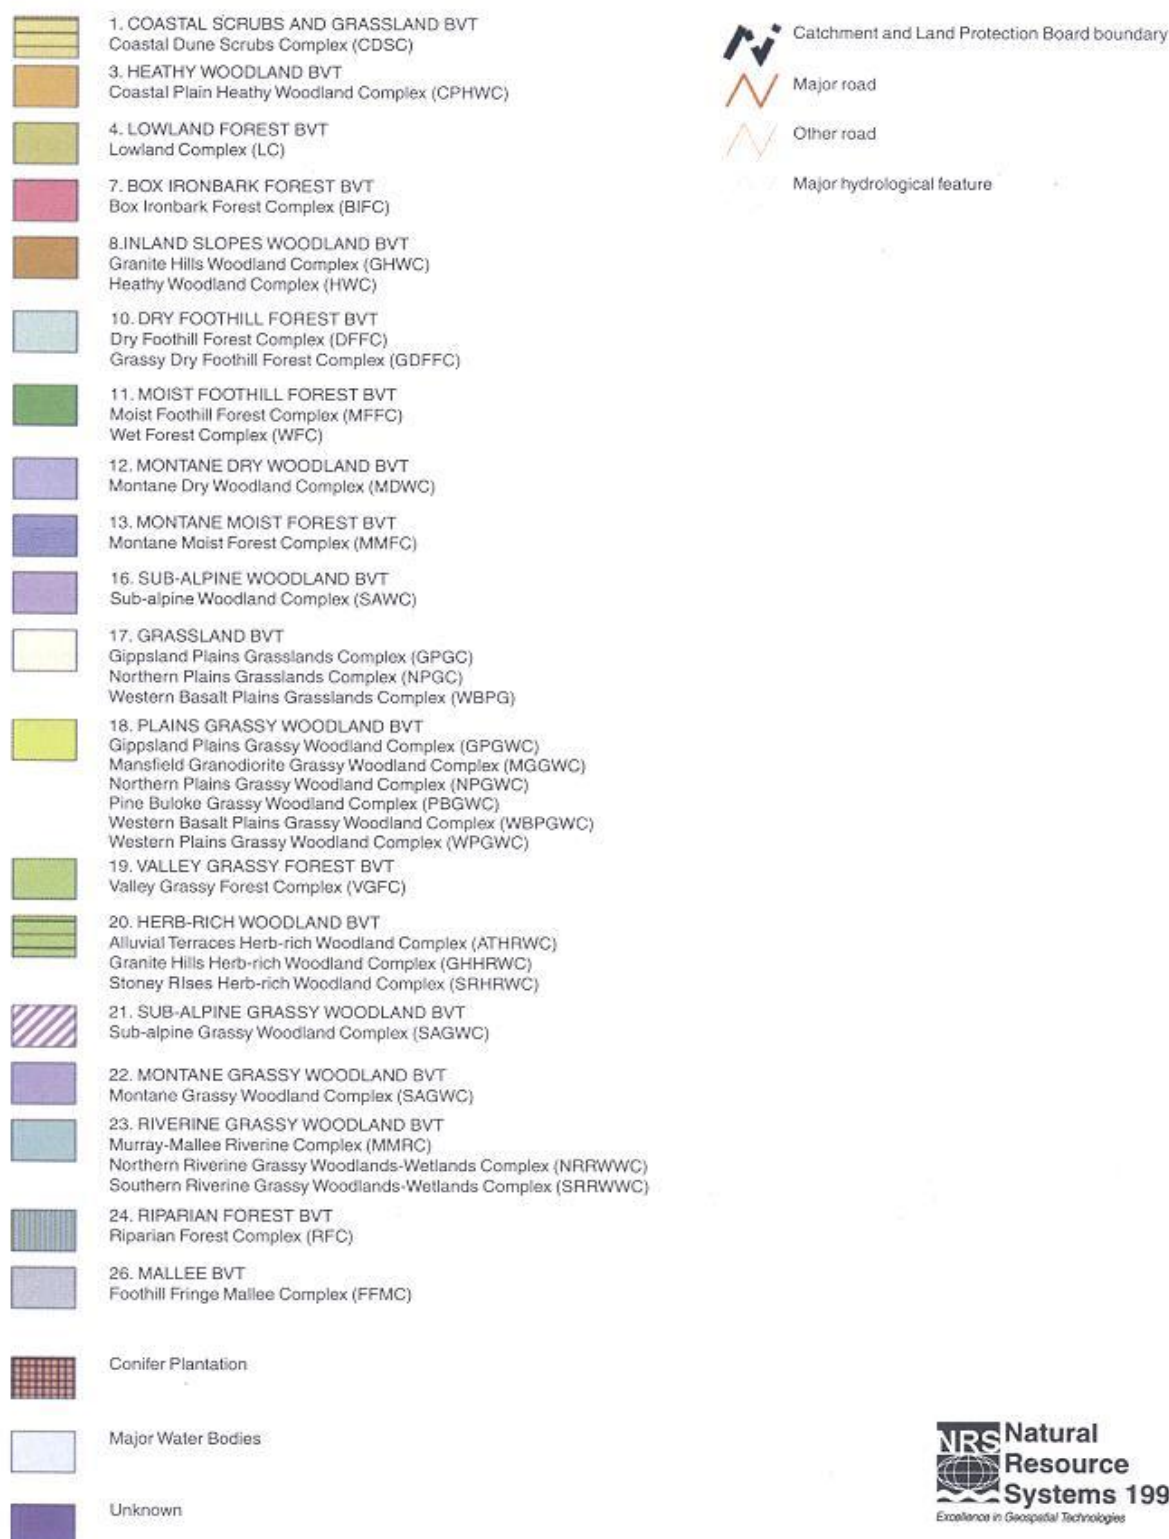 1. COASTAL SCRUBS AND GRASSLAND BVT
Coastal Dune Scrubs Complex (CDSC)
3. HEATHY WOODLAND BVT
Coastal Plain Heathy Woodland Complex (CPHWC)
4. LOWLAND FOREST BVT
Lowland Complex (LC)
7. BOX IRONBARK FOREST BVT
Box Ironbark Forest Complex (BIFC)
8.INLAND SLOPES WOODLAND BVT
Granite Hills Woodland Complex (GHWC)
Heathy Woodland Complex (HWC)
10. DRY FOOTHILL FOREST BVT
Dry Foothill Forest Complex (DFFC)
Grassy Dry Foothill Forest Complex (GDFFC)
11. MOIST FOOTHILL FOREST BVT
Moist Foothill Forest Complex (MFFC)
Wet Forest Complex (WFC)
12. MONTANE DRY WOODLAND BVT
Montane Dry Woodland Complex (MDWC)
13. MONTANE MOIST FOREST BVT
Montane Moist Forest Complex (MMFC)
16. SUB-ALPINE WOODLAND BVT
Sub-alpine Woodland Complex (SAWC)
17. GRASSLAND BVT
Gippsland Plains Grasslands Complex (GPGC)
Northern Plains Grasslands Complex (NPGC)
Western Basalt Plains Grasslands Complex (WBPG)
18. PLAINS GRASSY WOODLAND BVT
Gippsland Plains Grassy Woodland Complex (GPGWC)
Mansfield Granodiorite Grassy Woodland Complex (MGGWC)
Northern Plains Grassy Woodland Complex (NPGWC)
Pine Buloke Grassy Woodland Complex (PBGWC)
Western Basalt Plains Grassy Woodland Complex (WBPGWC)
Western Plains Grassy Woodland Complex (WPGWC)
19. VALLEY GRASSY FOREST BVT
Valley Grassy Forest Complex (VGFC)
20. HERB-RICH WOODLAND BVT
Alluvial Terraces Herb-rich Woodland Complex (ATHRWC)
Granite Hills Herb-rich Woodland Complex (GHHRWC)
Stoney RIses Herb-rich Woodland Complex (SRHRWC)
21. SUB-ALPINE GRASSY WOODLAND BVT
Sub-alpine Grassy Woodland Complex (SAGWC)
22. MONTANE GRASSY WOODLAND BVT
Montane Grassy Woodland Complex (SAGWC)
23. RIVERINE GRASSY WOODLAND BVT
Murray-Mallee Riverine Complex (MMRC)
Northern Riverine Grassy Woodlands-Wetlands Complex (NRRWWC)
Southern Riverine Grassy Woodlands-Wetlands Complex (SRRWWC)
24. RIPARIAN FOREST BVT
Riparian Forest Complex (RFC)
26. MALLEE BVT
Foothill Fringe Mallee Complex (FFMC)
Conifer Plantation
Major Water Bodies
Unknown
Catchment and Land Protection Board boundary
Major road
Other road
Major hydrological feature
NRS Natural
Resource
Systems 199
Excellence in Geospatial Technologies